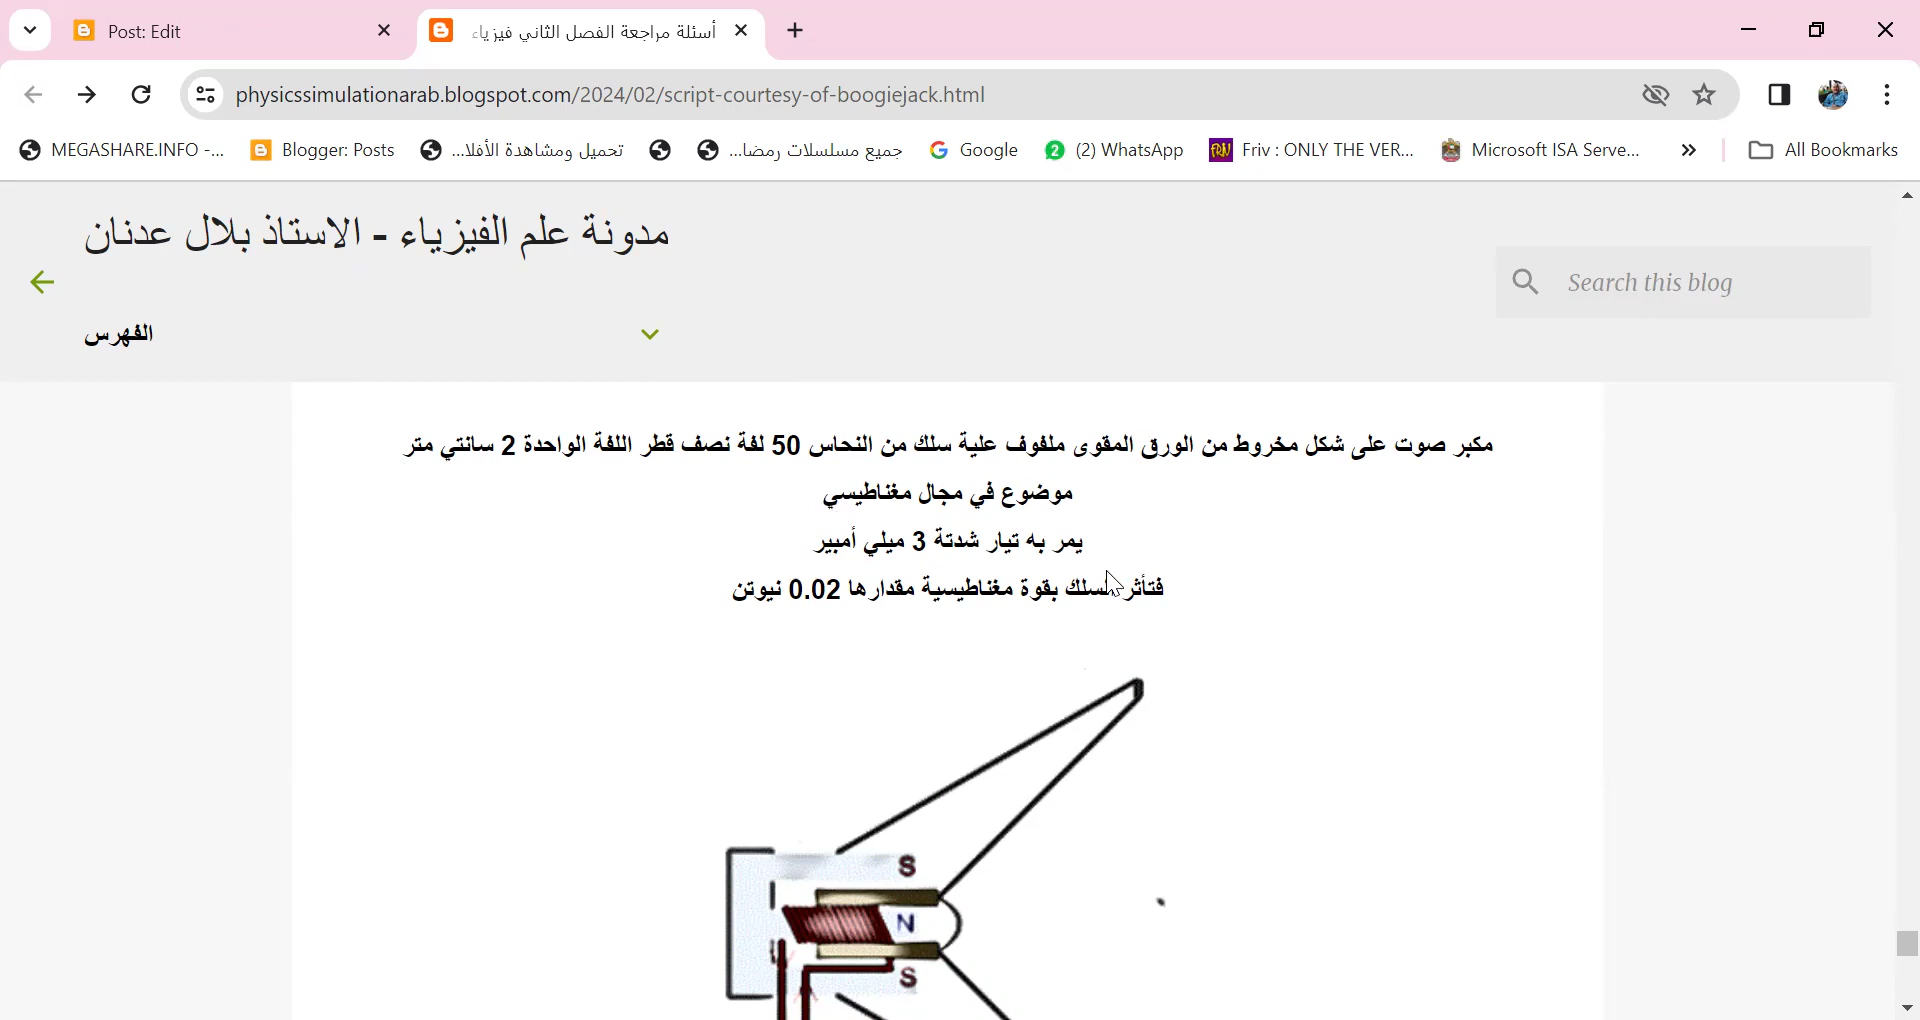 Post: Edit
أسئلة مراجعة الفصل الثاني فيزياء
physicssimulationarab.blogspot.com/2024/02/script-courtesy-of-boogiejack.html
MEGASHARE.INFO -...
Blogger: Posts
تحميل ومشاهدة الأفلا...
جميع مسلسلات رمضا...
Google
2
(2) WhatsApp
FRIV
Friv : ONLY THE VER...
Microsoft ISA Serve...
»
All Bookmarks
مدونة علم الفيزياء - الاستاذ بلال عدنان
Search this blog
الفهرس
مكبر صوت على شكل مخروط من الورق المقوى ملفوف علية سلك من النحاس 50 لفة نصف قطر اللفة الواحدة 2 سانتي متر
موضوع في مجال مغناطيسي
يمر به تيار شدتة 3 ميلي أمبير
فتأثر السلك بقوة مغناطيسية مقدارها 0.02 نيوتن
S
N
S